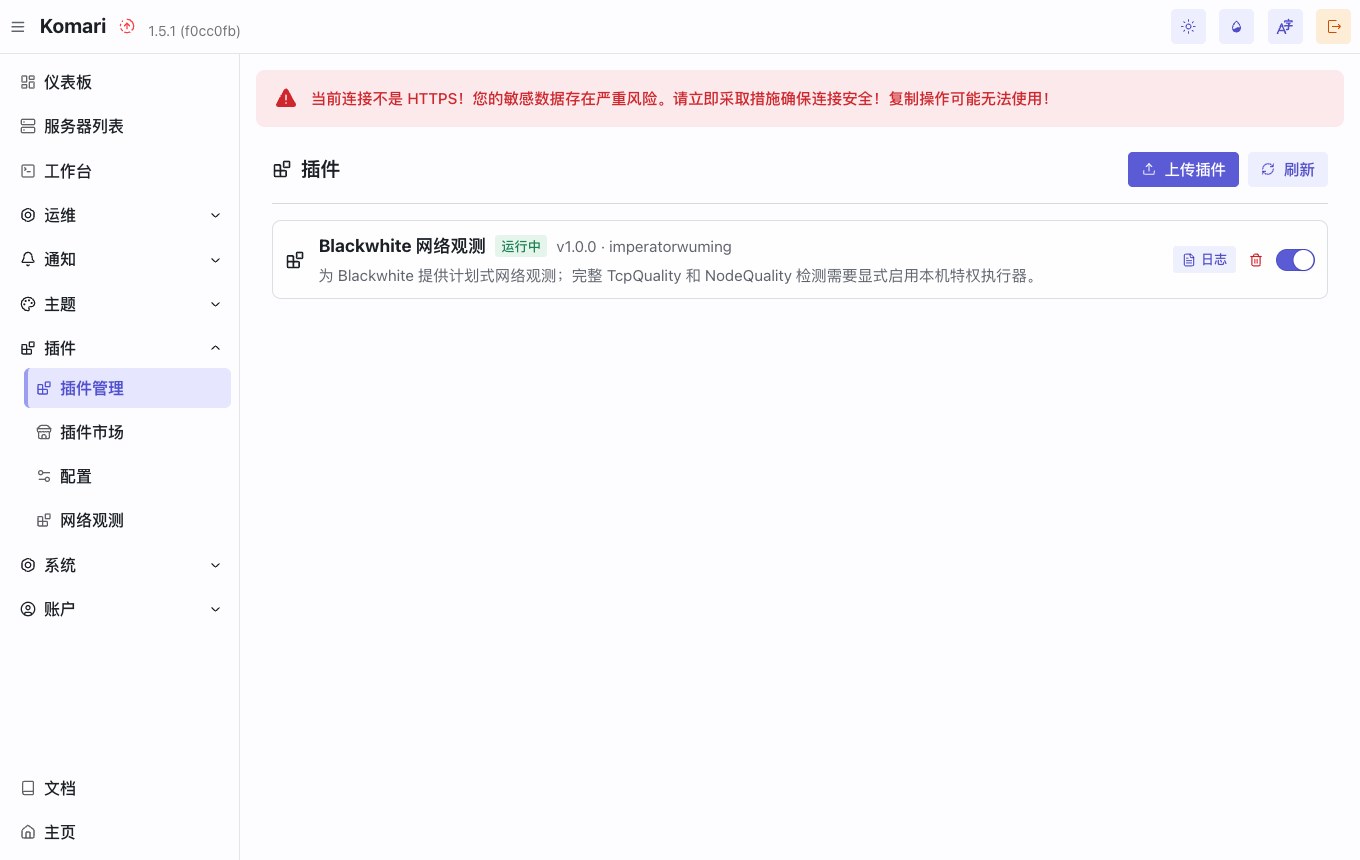 Komari 1.5.1 (f0cc0fb)
仪表板
服务器列表
工作台
运维
通知
主题
插件
插件管理
插件市场
配置
网络观测
系统
账户
文档
主页
当前连接不是 HTTPS！您的敏感数据存在严重风险。请立即采取措施确保连接安全！复制操作可能无法使用！
插件
上传插件
刷新
Blackwhite 网络观测 运行中 v1.0.0 · imperatorwuming
为 Blackwhite 提供计划式网络观测；完整 TcpQuality 和 NodeQuality 检测需要显式启用本机特权执行器。
日志